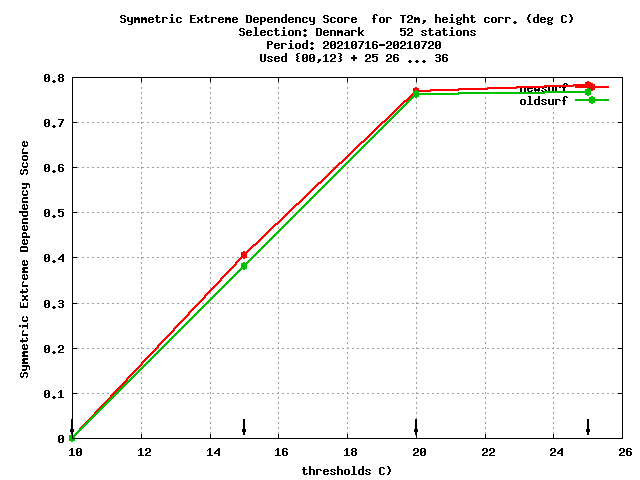 Symmetric Extreme Dependency Score  for T2m, height corr. (deg C)
Selection: Denmark     52 stations
Period: 20210716-20210720
Used {00,12} + 25 26 ... 36
0.8
newsurf
oldsurf
0.7
0.6
0.5
0.4
0.3
0.2
0.1
0
Symmetric Extreme Dependency Score
10 12 14 16 18 20 22 24 26
thresholds C)